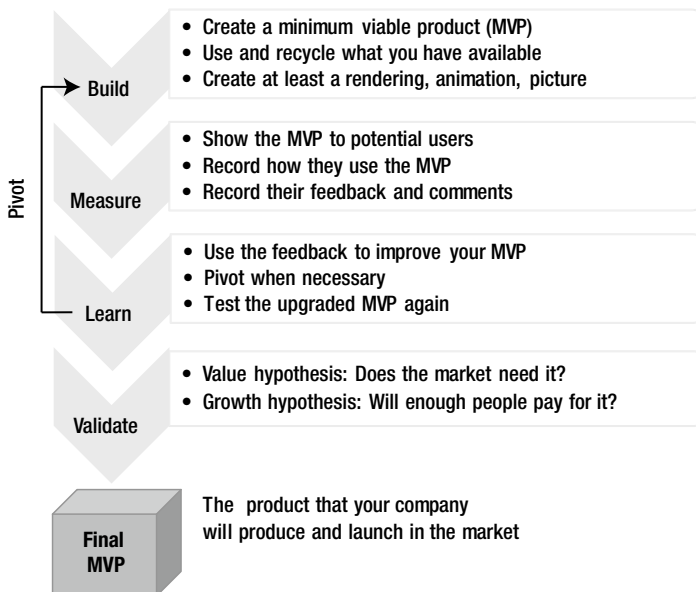 • Create a minimum viable product (MVP)
• Use and recycle what you have available
• Create at least a rendering, animation, picture
Build
• Show the MVP to potential users
• Record how they use the MVP
• Record their feedback and comments
Measure
Pivot
• Use the feedback to improve your MVP
• Pivot when necessary
• Test the upgraded MVP again
Learn
• Value hypothesis: Does the market need it?
• Growth hypothesis: Will enough people pay for it?
Validate
The product that your company
will produce and launch in the market
Final
MVP